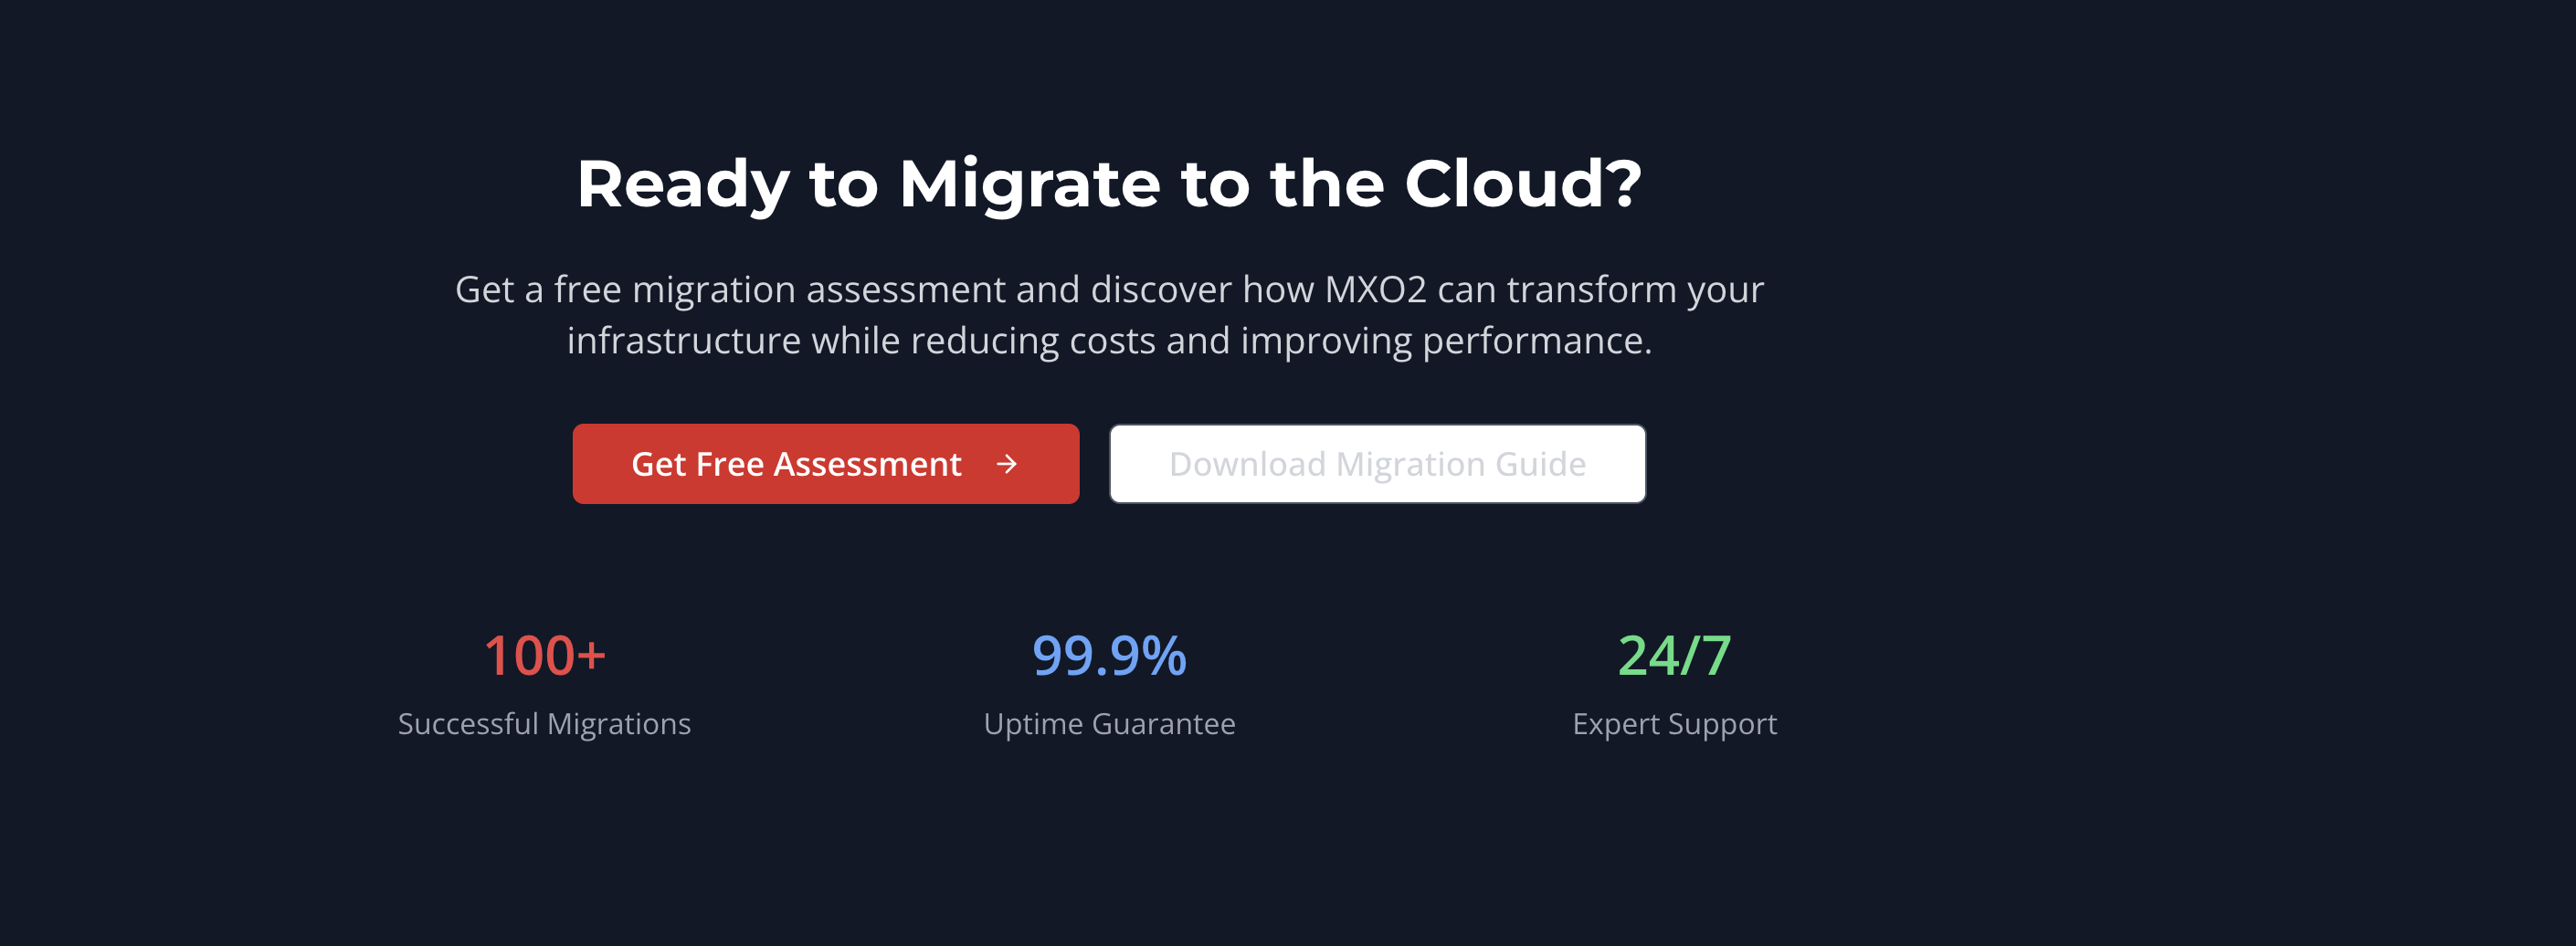 Ready to Migrate to the Cloud?
Get a free migration assessment and discover how MXO2 can transform your
infrastructure while reducing costs and improving performance.
Get Free Assessment →
Download Migration Guide
100+
Successful Migrations
99.9%
Uptime Guarantee
24/7
Expert Support